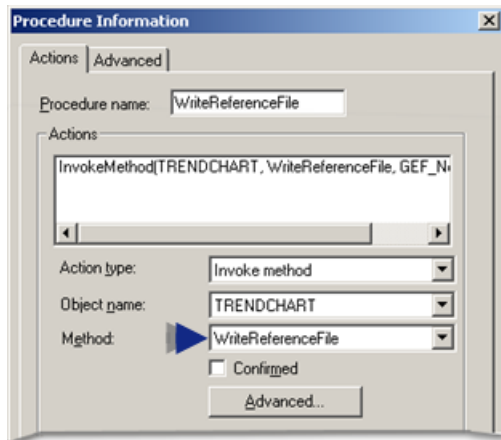 Procedure Information
Actions Advanced
Procedure name: WriteReferenceFile
Actions
InvokeMethod(TRENDCHART, WriteReferenceFile, GEF_N
Action type: Invoke method
Object name: TRENDCHART
Method: WriteReferenceFile
Confirmed
Advanced...